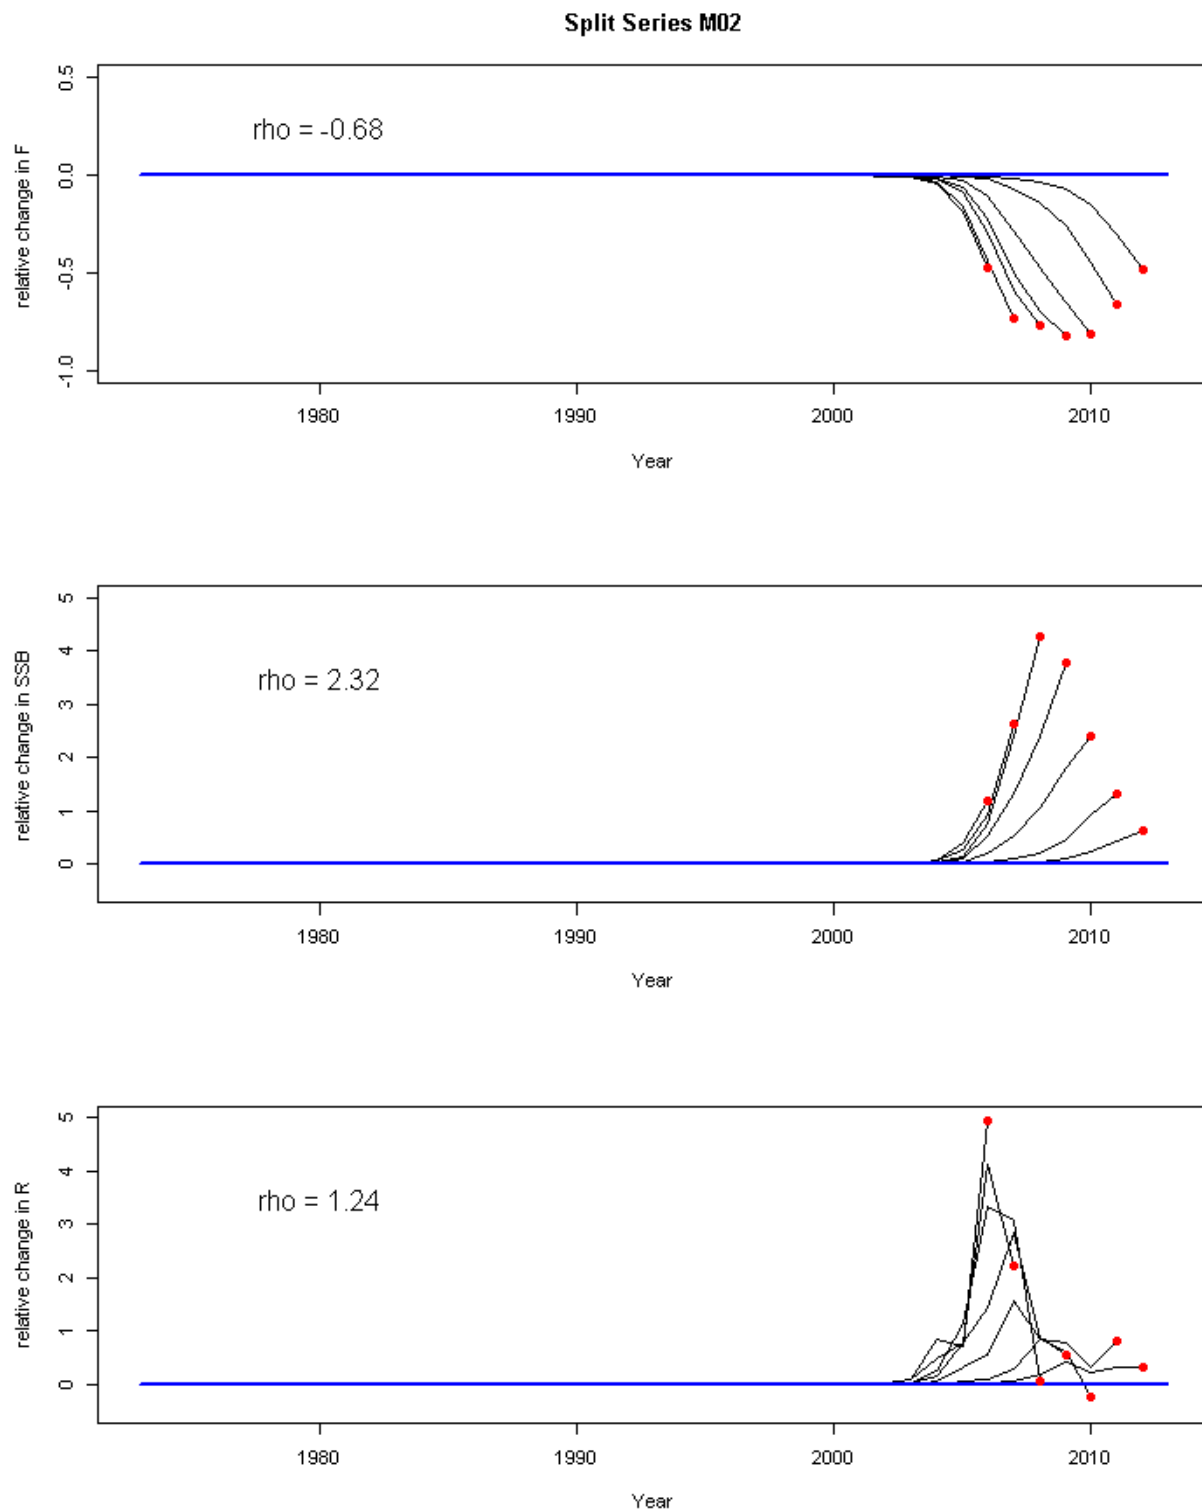 Split Series M02
relative change in F
0.5
0.0
-0.5
-1.0
rho = -0.68
1980
1990
2000
2010
Year
relative change in SSB
5
4
3
2
1
0
rho = 2.32
1980
1990
2000
2010
Year
relative change in R
5
4
3
2
1
0
rho = 1.24
1980
1990
2000
2010
Year